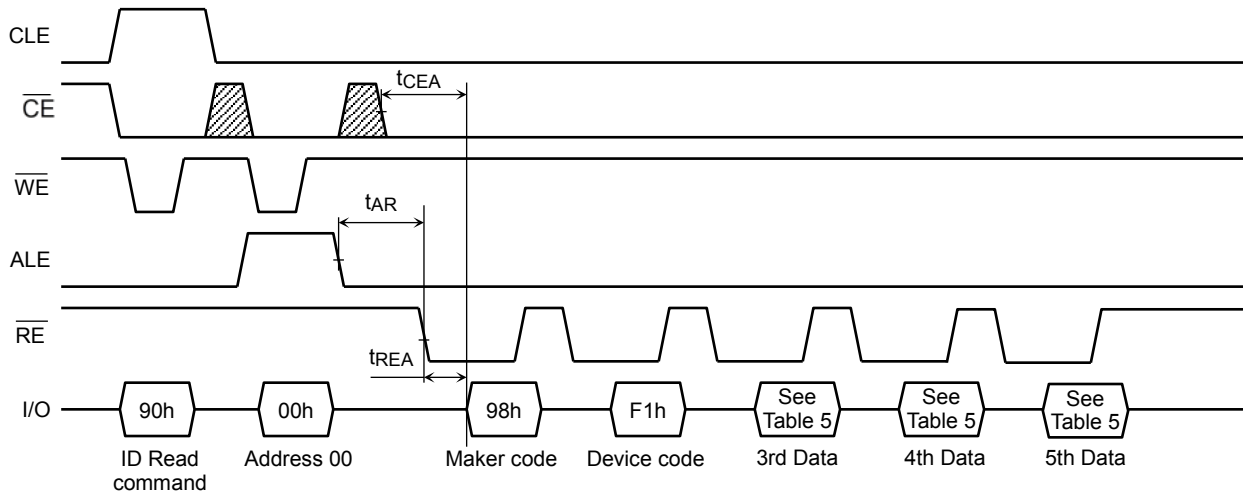 CLE
tCEA
CE
WE
tAR
ALE
RE
tREA
I/O
90h
00h
98h
F1h
See
Table 5
See
Table 5
See
Table 5
ID Read
command
Address 00
Maker code
Device code
3rd Data
4th Data
5th Data